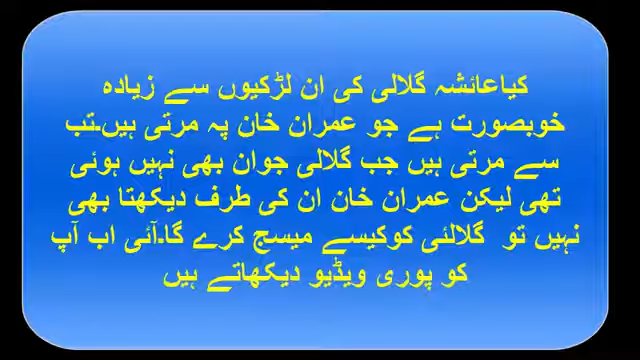 کیاعائشہ گلالی کی ان لڑکیوں سے زیادہ
خوبصورت ہے جو عمران خان پہ مرتی ہیں۔تب
سے مرتی ہیں جب گلالی جوان بھی نہیں ہوئی
تھی لیکن عمران خان ان کی طرف دیکھتا بھی
نہیں تو گلالئی کوکیسے میسج کرے گا۔آئی اب آپ
کو پوری ویڈیو دیکھاتے ہیں